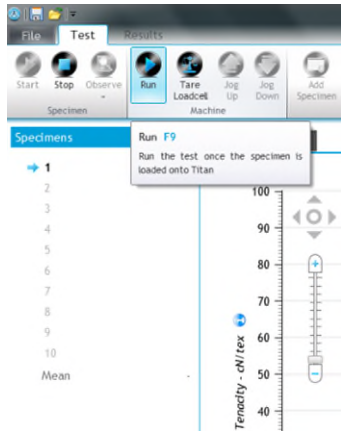 File Test Results
Start Stop Observe Run Tare Loadcell Jog Up Jog Down Add Specimen
Specimen Machine
Specimens
Run F9
Run the test once the specimen is
loaded onto Titan
1
2
3
4
5
6
7
8
9
10
Mean -
100
90
80
70
60
50
40
Tenacity - cN/tex